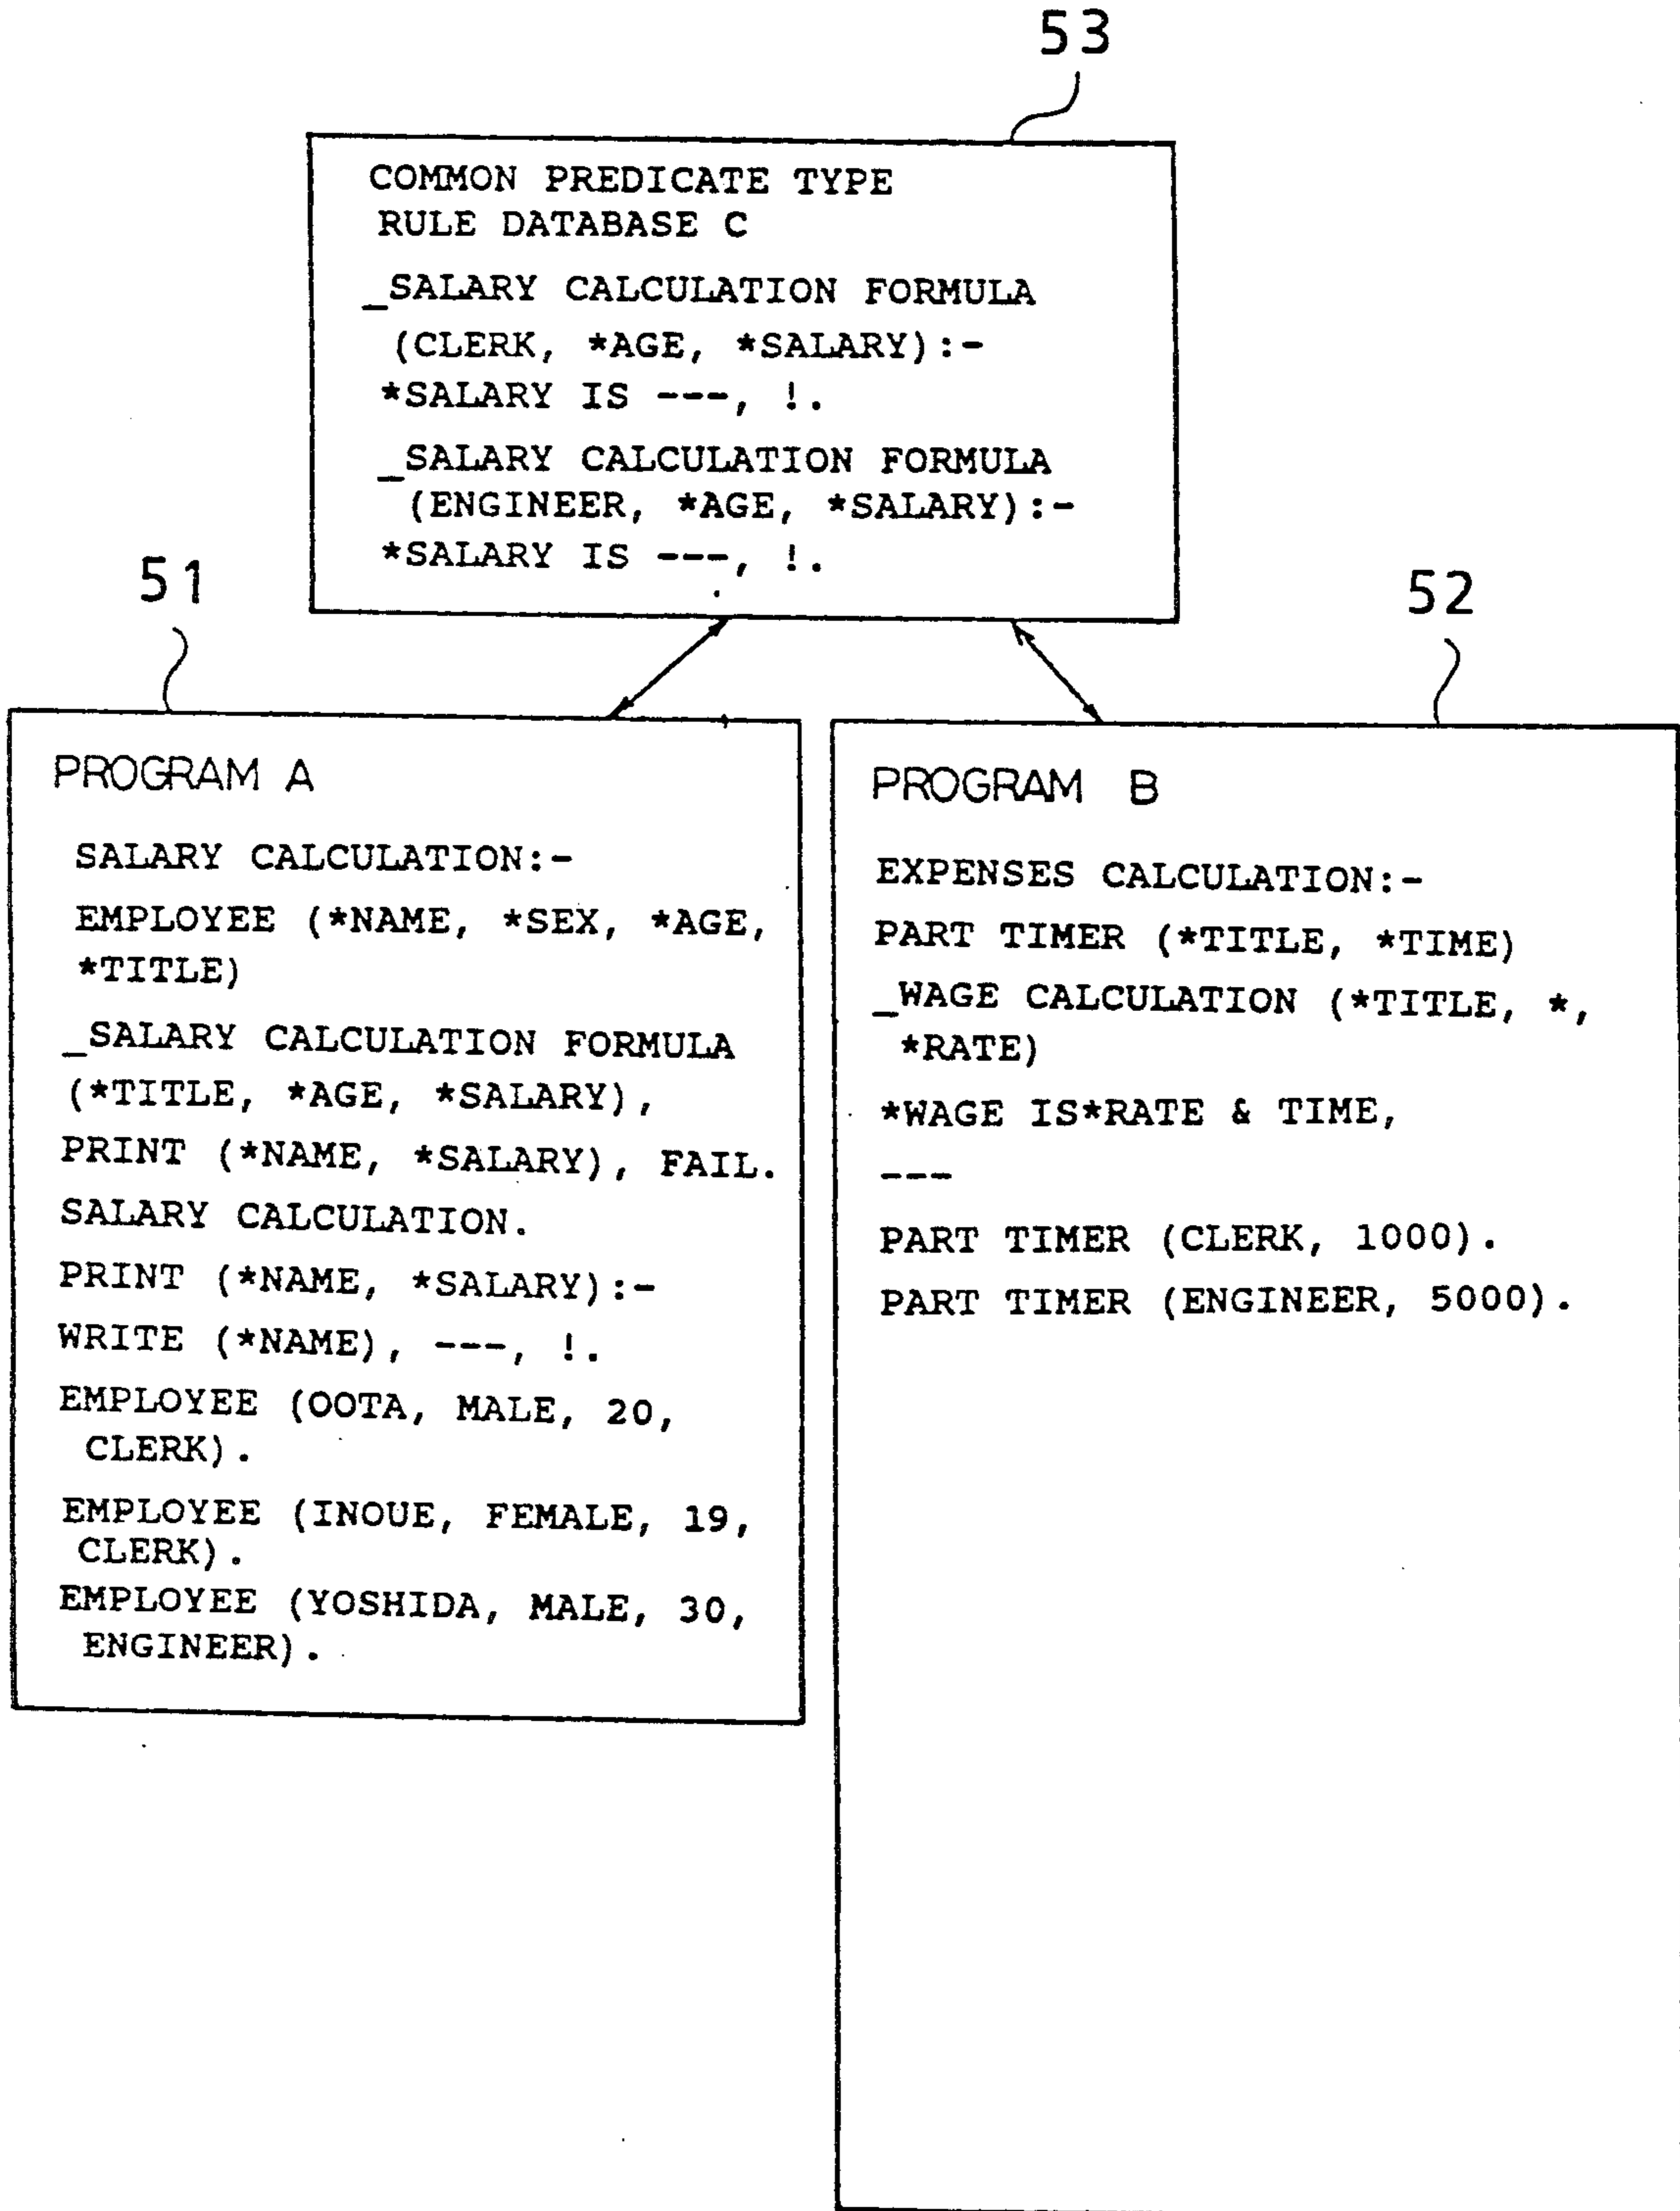 53
COMMON PREDICATE TYPE
RULE DATABASE C
_SALARY CALCULATION FORMULA
(CLERK, *AGE, *SALARY):-
*SALARY IS ---, !.
_SALARY CALCULATION FORMULA
(ENGINEER, *AGE, *SALARY):-
*SALARY IS ---, !.
51
PROGRAM A
SALARY CALCULATION:-
EMPLOYEE (*NAME, *SEX, *AGE,
*TITLE)
_SALARY CALCULATION FORMULA
(*TITLE, *AGE, *SALARY),
PRINT (*NAME, *SALARY), FAIL.
SALARY CALCULATION.
PRINT (*NAME, *SALARY):-
WRITE (*NAME), ---, !.
EMPLOYEE (OOTA, MALE, 20,
CLERK).
EMPLOYEE (INOUE, FEMALE, 19,
CLERK).
EMPLOYEE (YOSHIDA, MALE, 30,
ENGINEER).
52
PROGRAM B
EXPENSES CALCULATION:-
PART TIMER (*TITLE, *TIME)
_WAGE CALCULATION (*TITLE, *,
*RATE)
*WAGE IS*RATE & TIME,
---
PART TIMER (CLERK, 1000).
PART TIMER (ENGINEER, 5000).